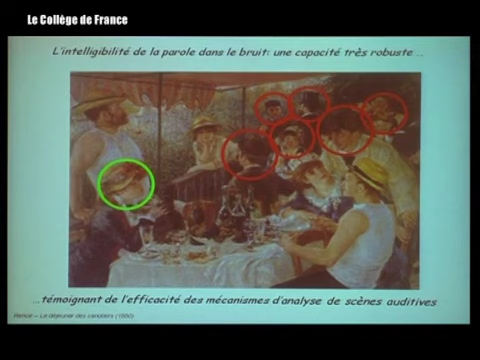 Le Collège de France
L'intelligibilité de la parole dans le bruit: une capacité très robuste ..
...témoignant de l'efficacité des mécanismes d'analyse de scènes auditives
Renoir – Le déjeuner des canotiers (1880)